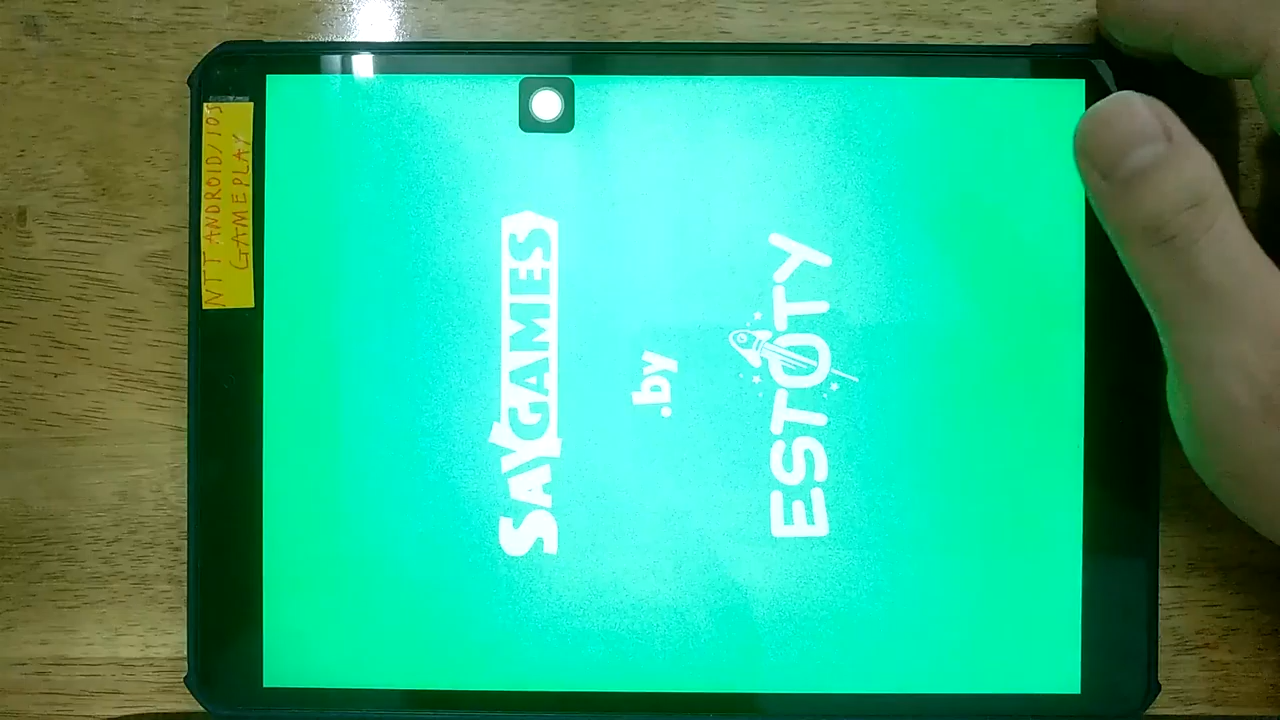 NTT ANDROID/IOS
GAMEPLAY
SAYGAMES
.by
ESTOTY